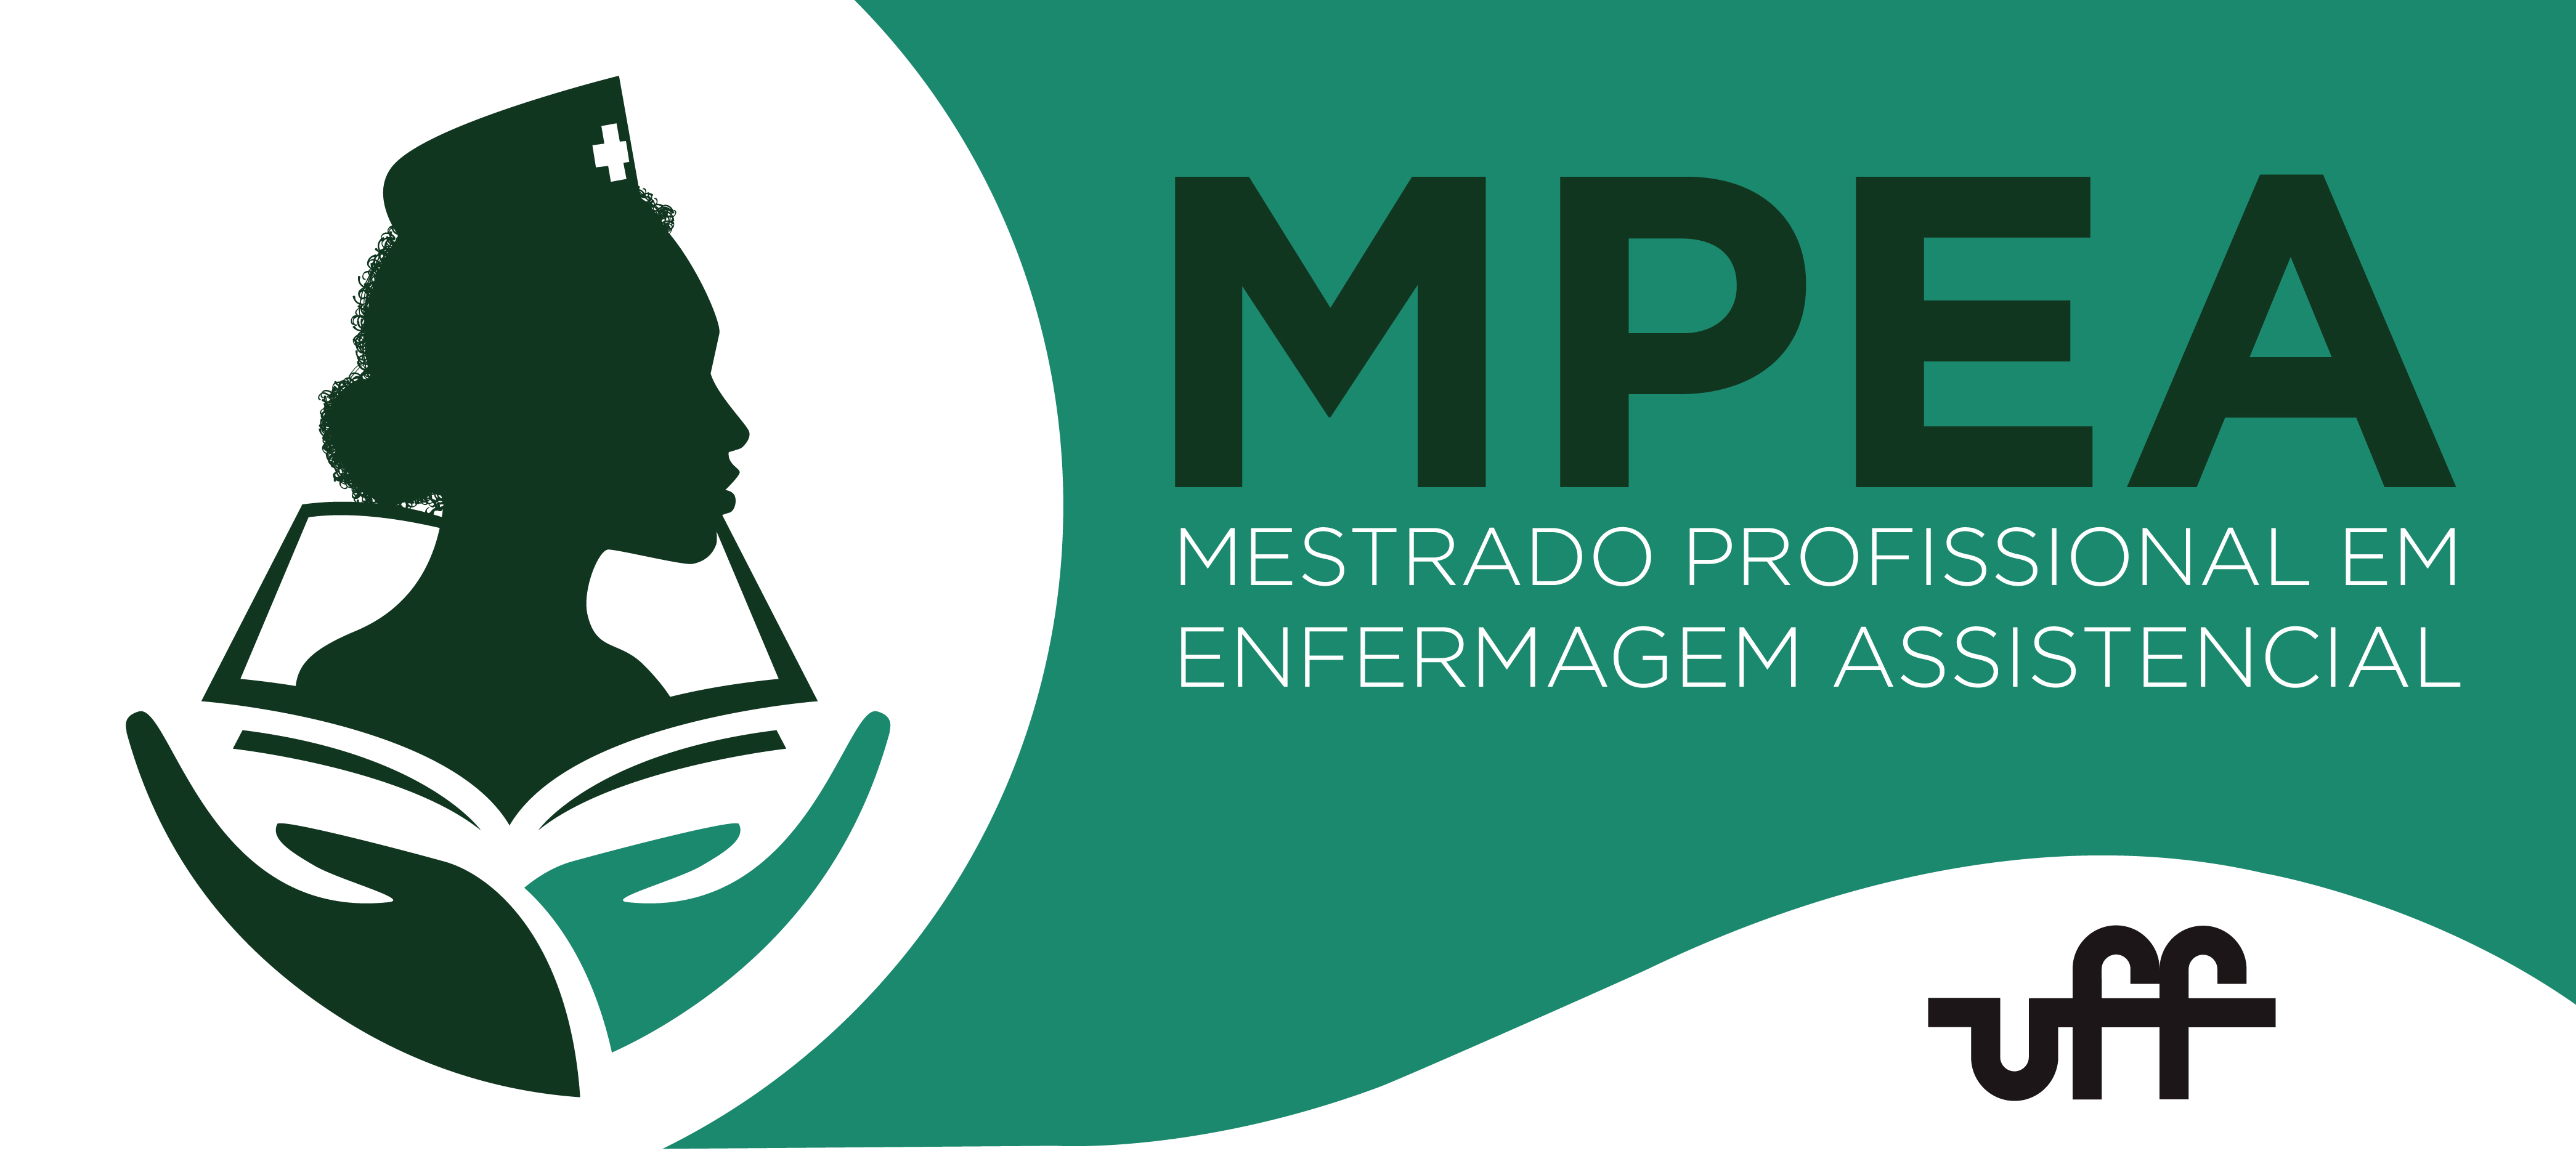 MPEA
MESTRADO PROFISSIONAL EM
ENFERMAGEM ASSISTENCIAL
uff